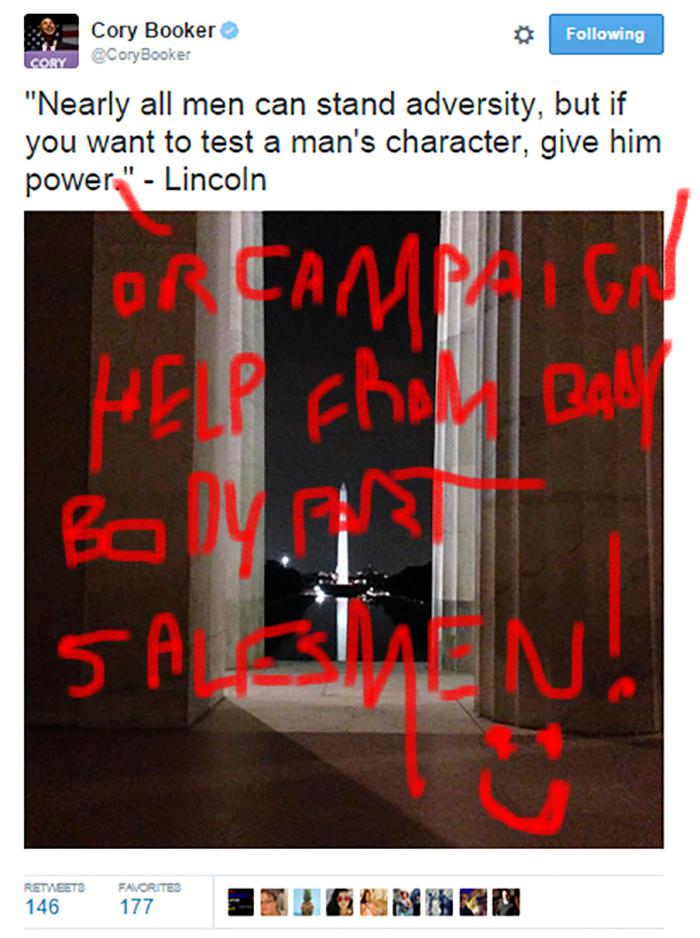 Cory Booker
@CoryBooker
CORY
Following
"Nearly all men can stand adversity, but if
you want to test a man's character, give him
power." - Lincoln
OR CAMPAIGN
HELP FROM BABY
BODY PART
SALESMEN!
RETWEETS FAVORITES
146 177